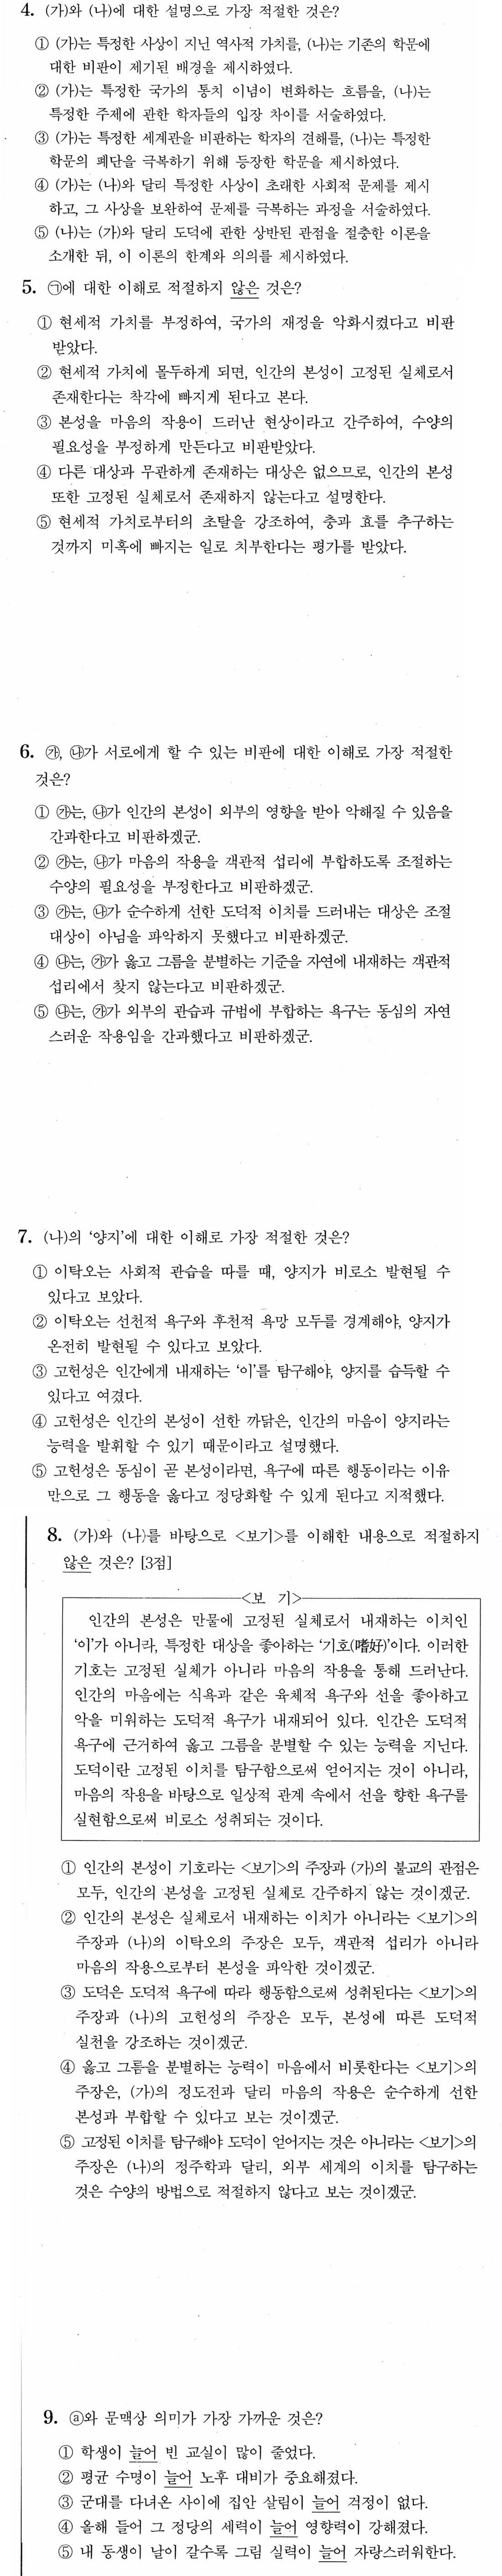 4. (가)와 (나)에 대한 설명으로 가장 적절한 것은?
① (가)는 특정한 사상이 지닌 역사적 가치를, (나)는 기존의 학문에
대한 비판이 제기된 배경을 제시하였다.
② (가)는 특정한 국가의 통치 이념이 변화하는 흐름을, (나)는
특정한 주제에 관한 학자들의 입장 차이를 서술하였다.
③ (가)는 특정한 세계관을 비판하는 학자의 견해를, (나)는 특정한
학문의 폐단을 극복하기 위해 등장한 학문을 제시하였다.
④ (가)는 (나)와 달리 특정한 사상이 초래한 사회적 문제를 제시
하고, 그 사상을 보완하여 문제를 극복하는 과정을 서술하였다.
⑤ (나)는 (가)와 달리 도덕에 관한 상반된 관점을 절충한 이론을
소개한 뒤, 이 이론의 한계와 의의를 제시하였다.
5. ㉠에 대한 이해로 적절하지 않은 것은?
① 현세적 가치를 부정하여, 국가의 재정을 악화시켰다고 비판
받았다.
② 현세적 가치에 몰두하게 되면, 인간의 본성이 고정된 실체로서
존재한다는 착각에 빠지게 된다고 본다.
③ 본성을 마음의 작용이 드러난 현상이라고 간주하여, 수양의
필요성을 부정하게 만든다고 비판받았다.
④ 다른 대상과 무관하게 존재하는 대상은 없으므로, 인간의 본성
또한 고정된 실체로서 존재하지 않는다고 설명한다.
⑤ 현세적 가치로부터의 초탈을 강조하여, 충과 효를 추구하는
것까지 미혹에 빠지는 일로 치부한다는 평가를 받았다.
6. ㉮, ㉯가 서로에게 할 수 있는 비판에 대한 이해로 가장 적절한
것은?
① ㉮는, ㉯가 인간의 본성이 외부의 영향을 받아 악해질 수 있음을
간과한다고 비판하겠군.
② ㉮는, ㉯가 마음의 작용을 객관적 섭리에 부합하도록 조절하는
수양의 필요성을 부정한다고 비판하겠군.
③ ㉮는, ㉯가 순수하게 선한 도덕적 이치를 드러내는 대상은 조절
대상이 아님을 파악하지 못했다고 비판하겠군.
④ ㉯는, ㉮가 옳고 그름을 분별하는 기준을 자연에 내재하는 객관적
섭리에서 찾지 않는다고 비판하겠군.
⑤ ㉯는, ㉮가 외부의 관습과 규범에 부합하는 욕구는 동심의 자연
스러운 작용임을 간과했다고 비판하겠군.
7. (나)의 '양지'에 대한 이해로 가장 적절한 것은?
① 이탁오는 사회적 관습을 따를 때, 양지가 비로소 발현될 수
있다고 보았다.
② 이탁오는 선천적 욕구와 후천적 욕망 모두를 경계해야, 양지가
온전히 발현될 수 있다고 보았다.
③ 고헌성은 인간에게 내재하는 '이'를 탐구해야, 양지를 습득할 수
있다고 여겼다.
④ 고헌성은 인간의 본성이 선한 까닭은, 인간의 마음이 양지라는
능력을 발휘할 수 있기 때문이라고 설명했다.
⑤ 고헌성은 동심이 곧 본성이라면, 욕구에 따른 행동이라는 이유
만으로 그 행동을 옳다고 정당화할 수 있게 된다고 지적했다.
8. (가)와 (나)를 바탕으로 <보기>를 이해한 내용으로 적절하지
않은 것은? [3점]
<보 기>
인간의 본성은 만물에 고정된 실체로서 내재하는 이치인
'이'가 아니라, 특정한 대상을 좋아하는 '기호(嗜好)'이다. 이러한
기호는 고정된 실체가 아니라 마음의 작용을 통해 드러난다.
인간의 마음에는 식욕과 같은 육체적 욕구와 선을 좋아하고
악을 미워하는 도덕적 욕구가 내재되어 있다. 인간은 도덕적
욕구에 근거하여 옳고 그름을 분별할 수 있는 능력을 지닌다.
도덕이란 고정된 이치를 탐구함으로써 얻어지는 것이 아니라,
마음의 작용을 바탕으로 일상적 관계 속에서 선을 향한 욕구를
실현함으로써 비로소 성취되는 것이다.
① 인간의 본성이 기호라는 <보기>의 주장과 (가)의 불교의 관점은
모두, 인간의 본성을 고정된 실체로 간주하지 않는 것이겠군.
② 인간의 본성은 실체로서 내재하는 이치가 아니라는 <보기>의
주장과 (나)의 이탁오의 주장은 모두, 객관적 섭리가 아니라
마음의 작용으로부터 본성을 파악한 것이겠군.
③ 도덕은 도덕적 욕구에 따라 행동함으로써 성취된다는 <보기>의
주장과 (나)의 고헌성의 주장은 모두, 본성에 따른 도덕적
실천을 강조하는 것이겠군.
④ 옳고 그름을 분별하는 능력이 마음에서 비롯한다는 <보기>의
주장은, (가)의 정도전과 달리 마음의 작용은 순수하게 선한
본성과 부합할 수 있다고 보는 것이겠군.
⑤ 고정된 이치를 탐구해야 도덕이 얻어지는 것은 아니라는 <보기>의
주장은 (나)의 정주학과 달리, 외부 세계의 이치를 탐구하는
것은 수양의 방법으로 적절하지 않다고 보는 것이겠군.
9. ⓐ와 문맥상 의미가 가장 가까운 것은?
① 학생이 늘어 빈 교실이 많이 줄었다.
② 평균 수명이 늘어 노후 대비가 중요해졌다.
③ 군대를 다녀온 사이에 집안 살림이 늘어 걱정이 없다.
④ 올해 들어 그 정당의 세력이 늘어 영향력이 강해졌다.
⑤ 내 동생이 날이 갈수록 그림 실력이 늘어 자랑스러워한다.